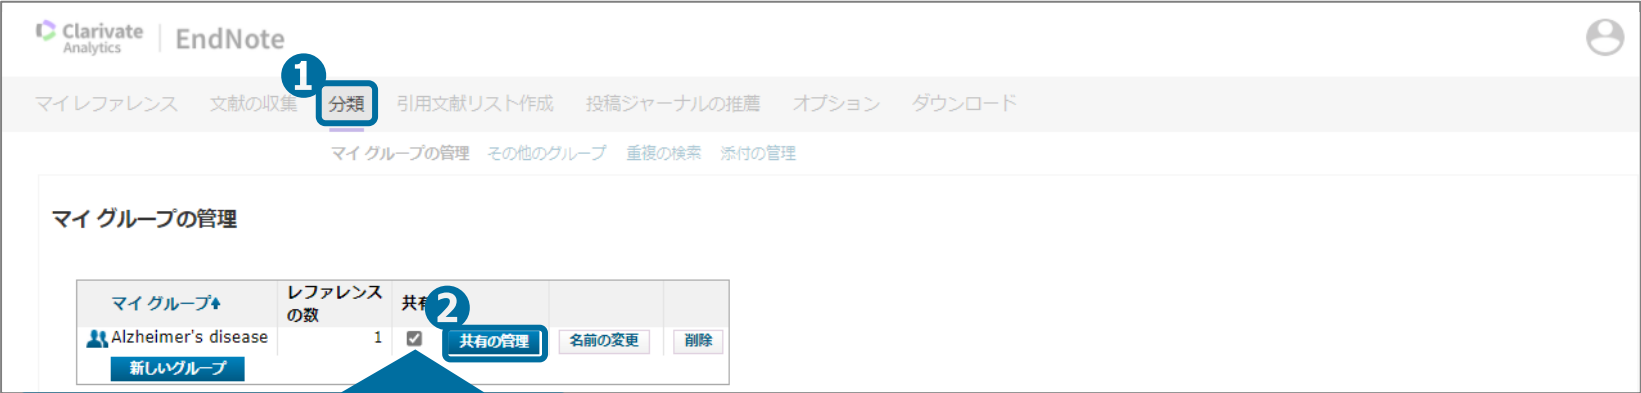 Clarivate Analytics
EndNote
1
マイレファレンス 文献の収集 分類 引用文献リスト作成 投稿ジャーナルの推薦 オプション ダウンロード
マイ グループの管理 その他のグループ 重複の検索 添付の管理
マイ グループの管理
マイ グループ レファレンスの数 共有
2
Alzheimer's disease 1 共有の管理 名前の変更 削除
新しいグループ